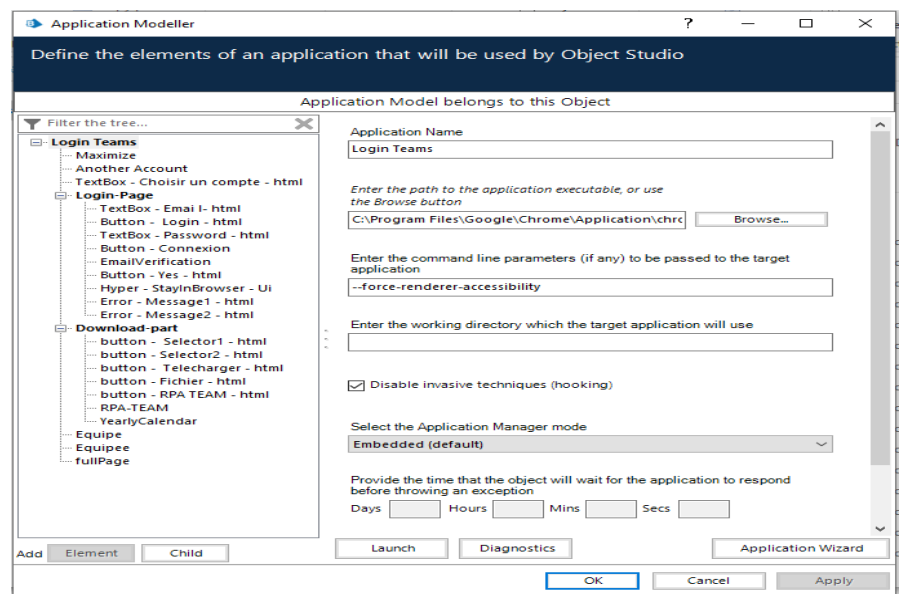 Application Modeller
Define the elements of an application that will be used by Object Studio
Application Model belongs to this Object
Filter the tree...
Login Teams
Maximize
Another Account
TextBox - Choisir un compte - html
Login-Page
TextBox - Emai l- html
Button - Login - html
TextBox - Password - html
Button - Connexion
EmailVerification
Button - Yes - html
Hyper - StayInBrowser - Ui
Error - Message1 - html
Error - Message2 - html
Download-part
button - Selector1 - html
button - Selector2 - html
button - Telecharger - html
button - Fichier - html
button - RPA TEAM - html
RPA-TEAM
YearlyCalendar
Equipe
Equipee
fullPage
Add Element Child
Application Name
Login Teams
Enter the path to the application executable, or use
the Browse button
C:\Program Files\Google\Chrome\Application\chrc Browse...
Enter the command line parameters (if any) to be passed to the target
application
--force-renderer-accessibility
Enter the working directory which the target application will use
Disable invasive techniques (hooking)
Select the Application Manager mode
Embedded (default)
Provide the time that the object will wait for the application to respond
before throwing an exception
Days Hours Mins Secs
Launch Diagnostics Application Wizard
OK Cancel Apply